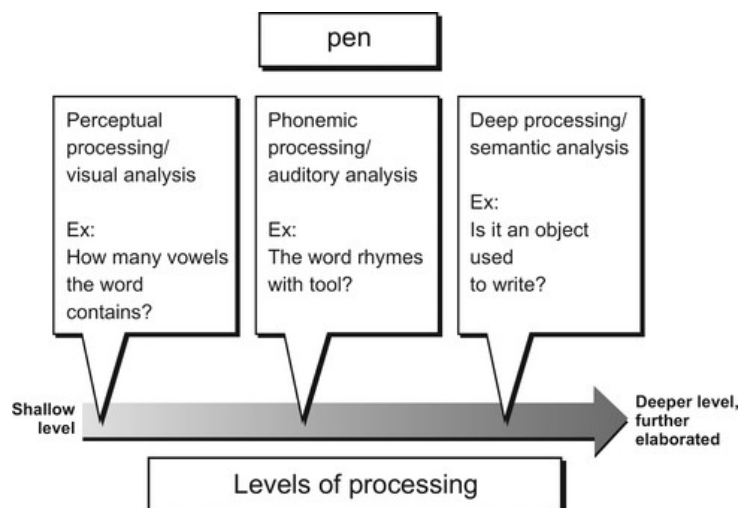 pen
Perceptual
processing/
visual analysis
Ex:
How many vowels
the word
contains?
Phonemic
processing/
auditory analysis
Ex:
The word rhymes
with tool?
Deep processing/
semantic analysis
Ex:
Is it an object
used
to write?
Shallow
level
Deeper level,
further
elaborated
Levels of processing